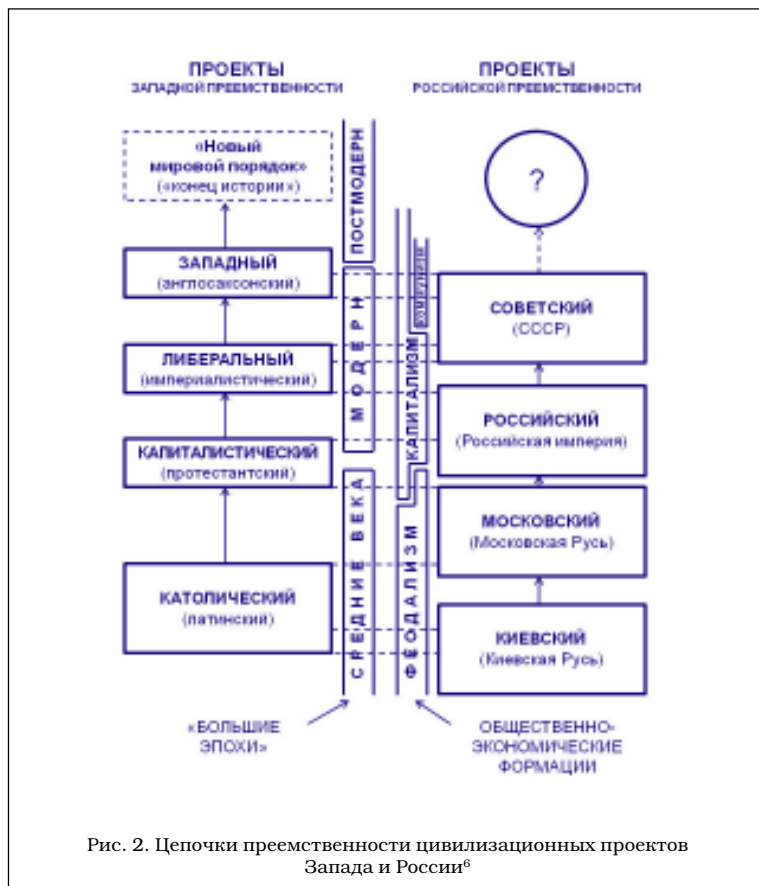 ПРОЕКТЫ
ЗАПАДНОЙ ПРЕЕМСТВЕННОСТИ
ПРОЕКТЫ
РОССИЙСКОЙ ПРЕЕМСТВЕННОСТИ
«Новый
мировой порядок»
(«конец истории»)
ЗАПАДНЫЙ
(англосаксонский)
ЛИБЕРАЛЬНЫЙ
(империалистический)
КАПИТАЛИСТИЧЕСКИЙ
(протестантский)
КАТОЛИЧЕСКИЙ
(латинский)
ПОСТМОДЕРН
МОДЕРН
СРЕДНИЕ ВЕКА
КОММУНИЗМ
КАПИТАЛИЗМ
ФЕОДАЛИЗМ
?
СОВЕТСКИЙ
(СССР)
РОССИЙСКИЙ
(Российская империя)
МОСКОВСКИЙ
(Московская Русь)
КИЕВСКИЙ
(Киевская Русь)
«БОЛЬШИЕ
ЭПОХИ»
ОБЩЕСТВЕННО-
ЭКОНОМИЧЕСКИЕ
ФОРМАЦИИ
Рис. 2. Цепочки преемственности цивилизационных проектов
Запада и России⁶